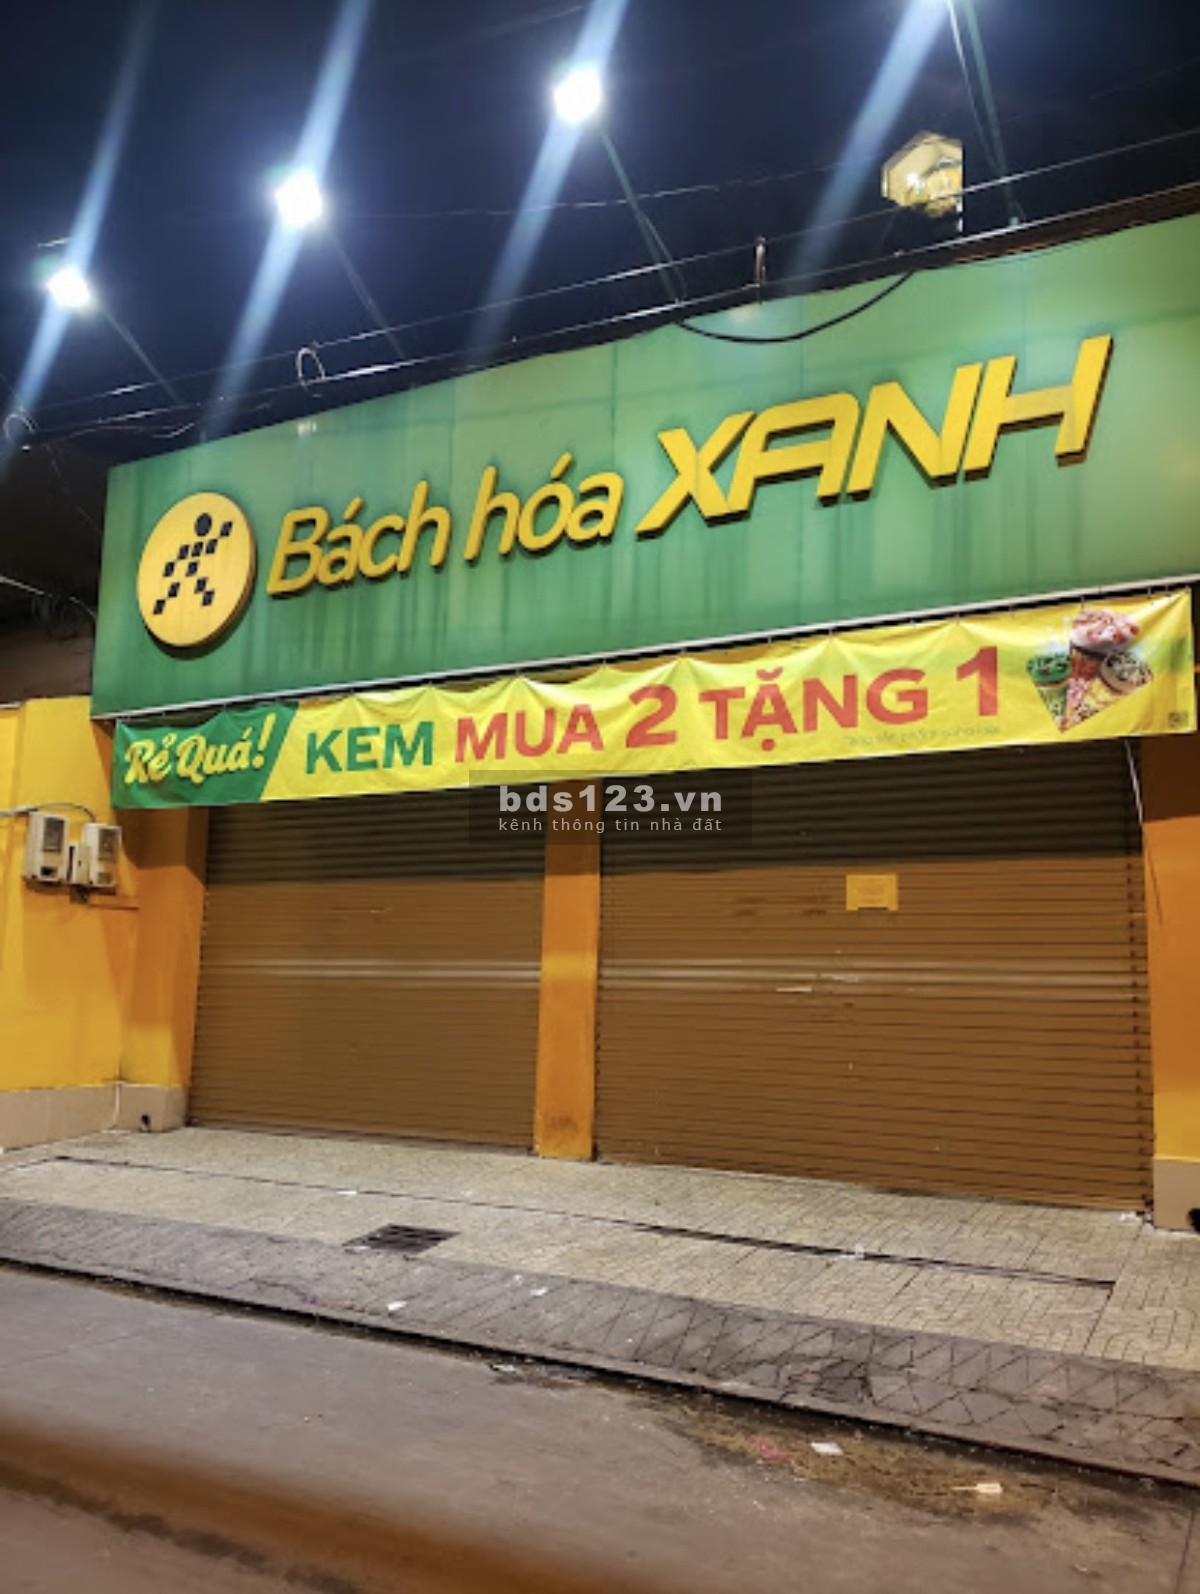 Bách hóa XANH
Rẻ Quá! KEM MUA 2 TẶNG 1
bds123.vn
kênh thông tin nhà đất